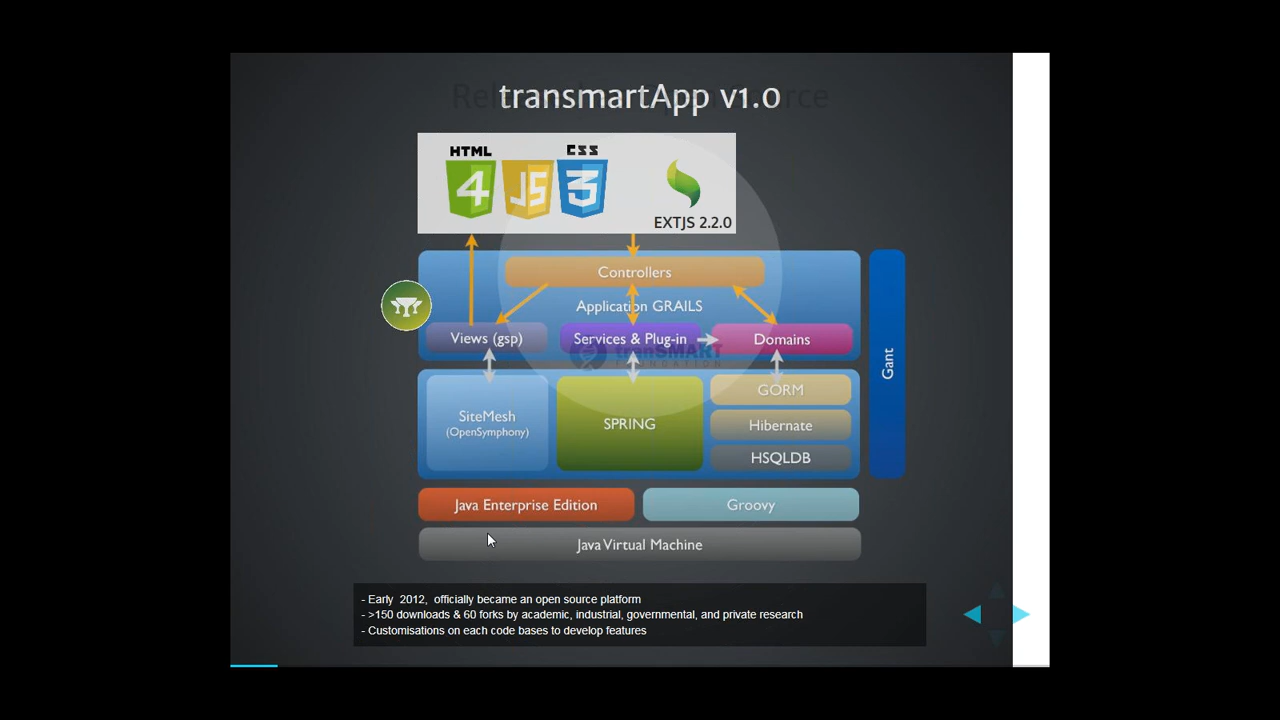 transmartApp v1.0
HTML
CSS
4
JS
3
EXTJS 2.2.0
Controllers
Application GRAILS
Views (gsp)
Services & Plug-in
Domains
Gant
tranSMART
FOUNDATION
SiteMesh
(OpenSymphony)
SPRING
GORM
Hibernate
HSQLDB
Java Enterprise Edition
Groovy
Java Virtual Machine
- Early 2012, officially became an open source platform
- >150 downloads & 60 forks by academic, industrial, governmental, and private research
- Customisations on each code bases to develop features